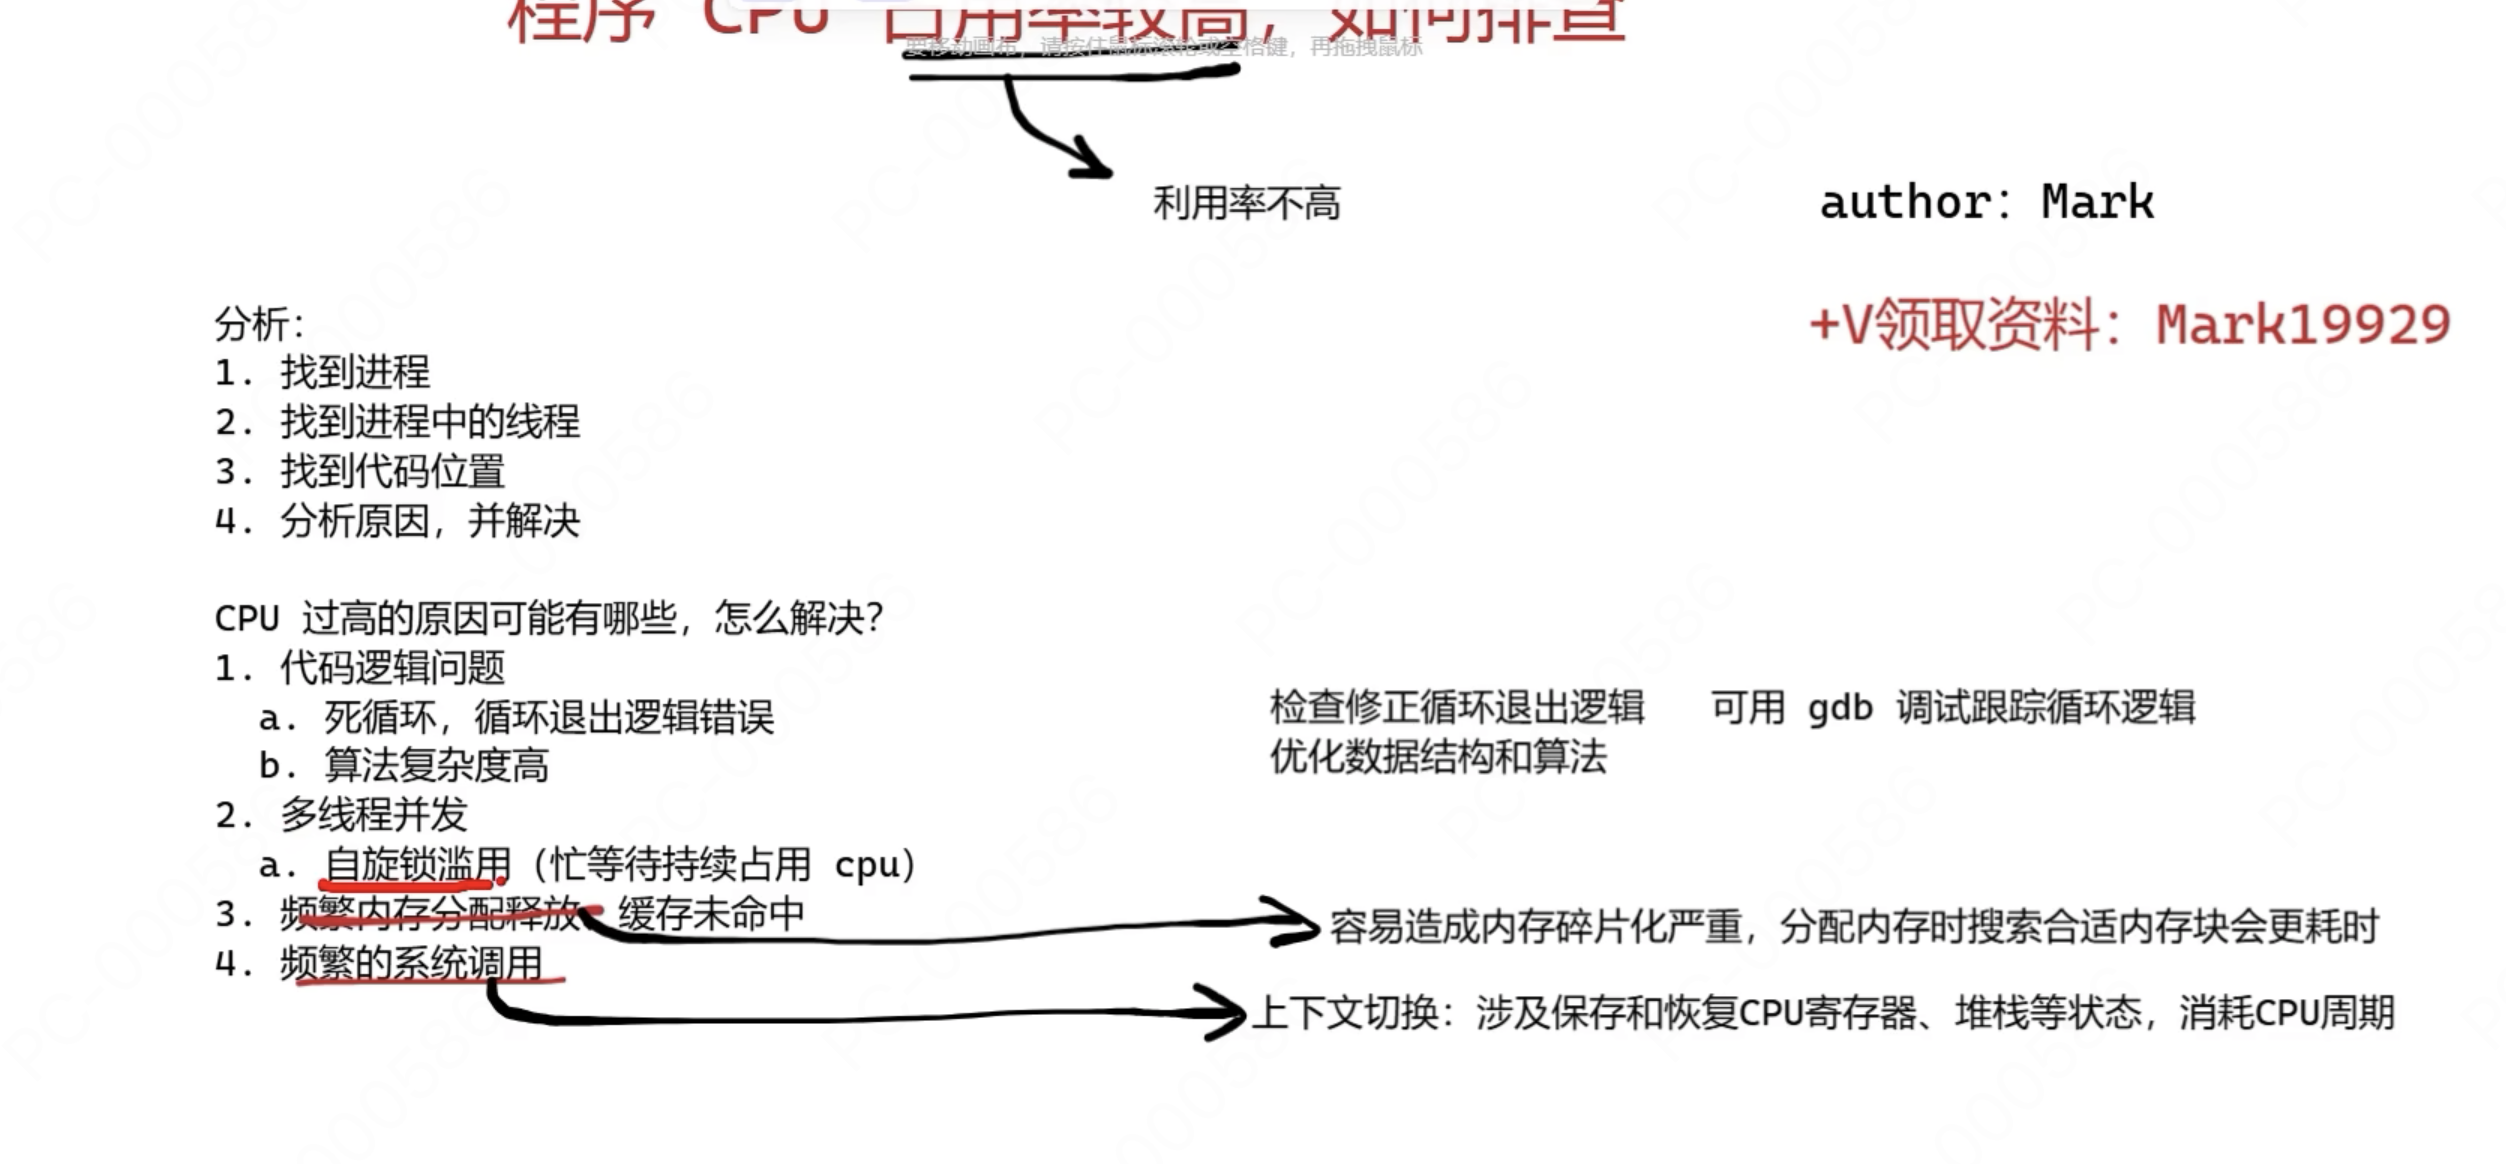 程序 CPU 占用率较高，如何排查
要移动画布，请按住鼠标滚轮或空格键，再拖拽鼠标
利用率不高
author：Mark
+V领取资料：Mark19929
分析：
1. 找到进程
2. 找到进程中的线程
3. 找到代码位置
4. 分析原因，并解决
CPU 过高的原因可能有哪些，怎么解决？
1. 代码逻辑问题
a. 死循环，循环退出逻辑错误
检查修正循环退出逻辑 可用 gdb 调试跟踪循环逻辑
b. 算法复杂度高
优化数据结构和算法
2. 多线程并发
a. 自旋锁滥用（忙等待持续占用 cpu）
3. 频繁内存分配释放、缓存未命中
容易造成内存碎片化严重，分配内存时搜索合适内存块会更耗时
4. 频繁的系统调用
上下文切换：涉及保存和恢复CPU寄存器、堆栈等状态，消耗CPU周期
PC-000586